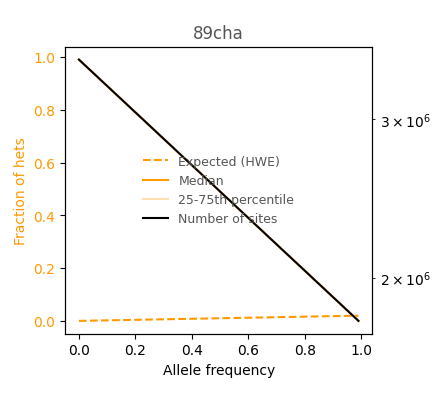 89cha
Fraction of hets
1.0
0.8
0.6
0.4
0.2
0.0
3 × 10⁶
2 × 10⁶
Expected (HWE)
Median
25-75th percentile
Number of sites
0.0 0.2 0.4 0.6 0.8 1.0
Allele frequency